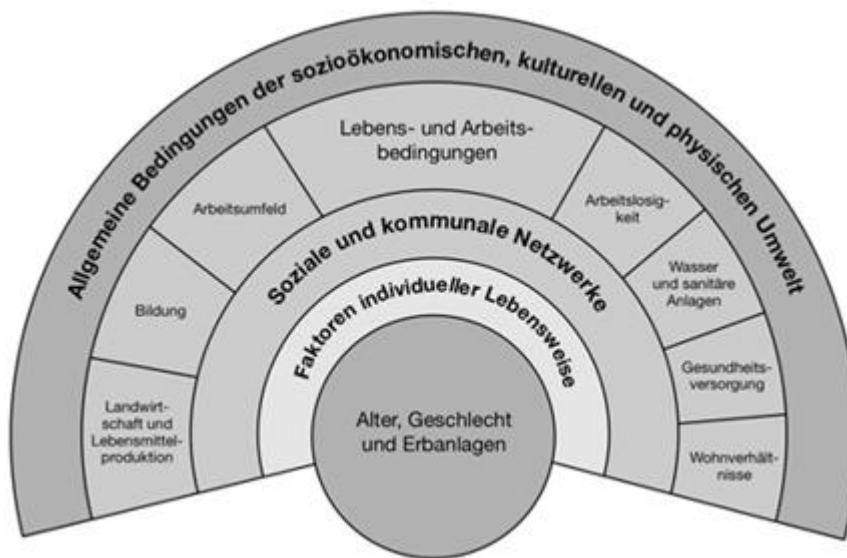 Allgemeine Bedingungen der sozioökonomischen, kulturellen und physischen Umwelt
Lebens- und Arbeits-
bedingungen
Arbeitsumfeld
Bildung
Landwirt-
schaft und
Lebensmittel-
produktion
Arbeitslosig-
keit
Wasser
und sanitäre
Anlagen
Gesundheits-
versorgung
Wohnverhält-
nisse
Soziale und kommunale Netzwerke
Faktoren individueller Lebensweise
Alter, Geschlecht
und Erbanlagen